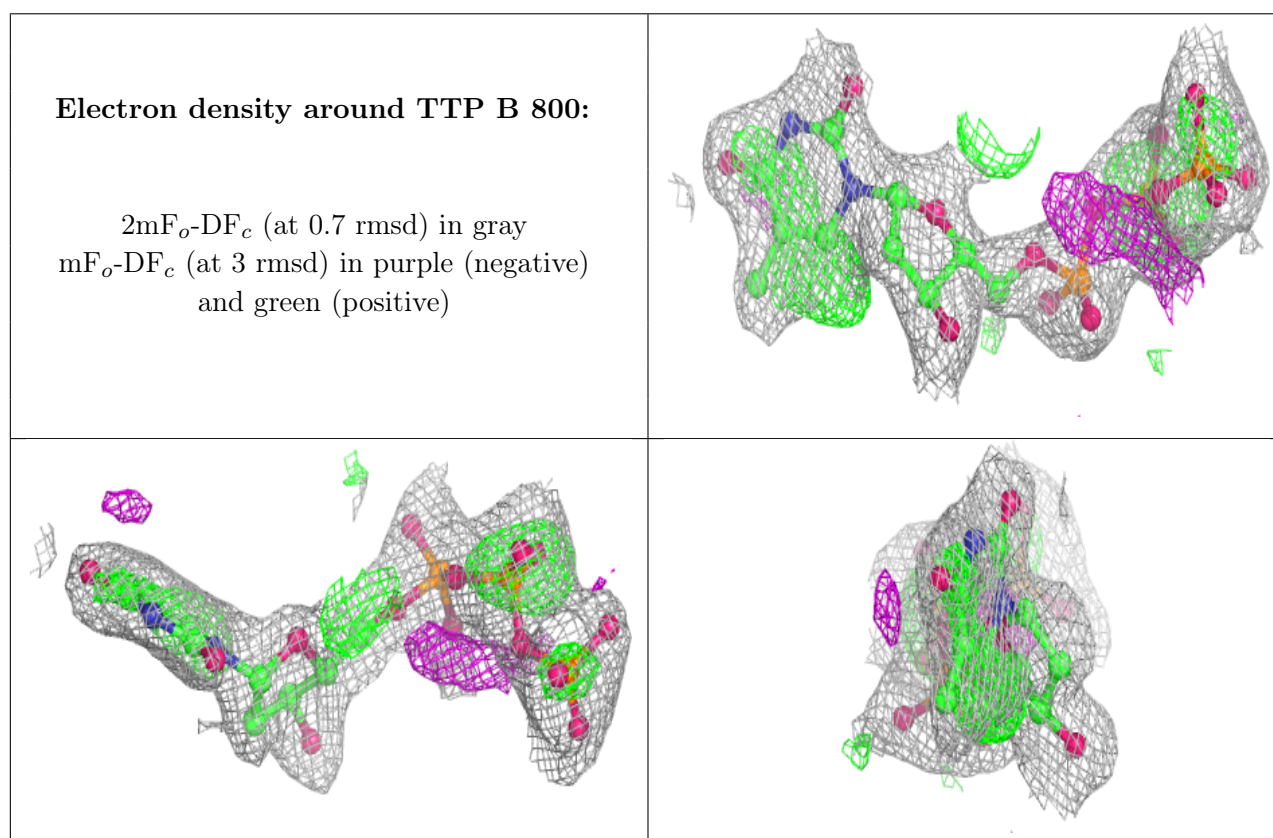 Electron density around TTP B 800:
2mFo-DFc (at 0.7 rmsd) in gray
mFo-DFc (at 3 rmsd) in purple (negative)
and green (positive)